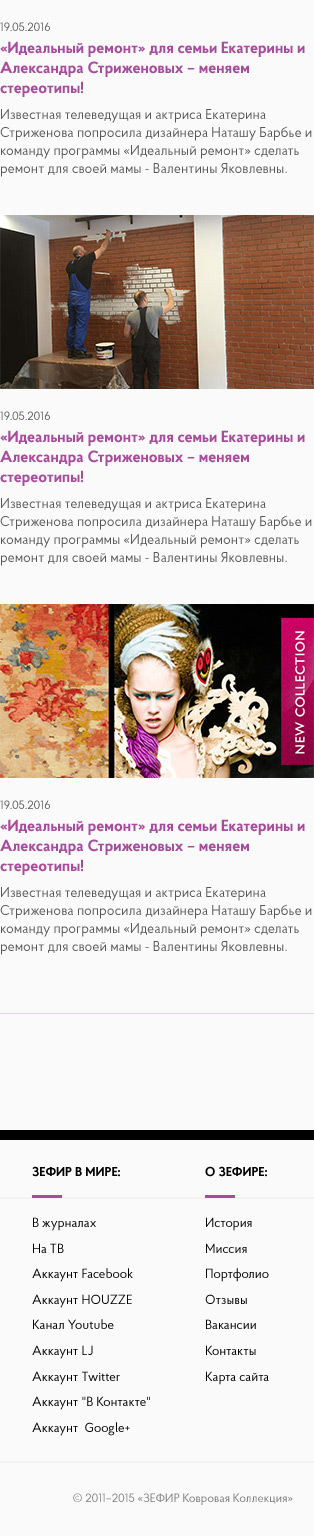 19.05.2016
«Идеальный ремонт» для семьи Екатерины и
Александра Стриженовых – меняем
стереотипы!
Известная телеведущая и актриса Екатерина
Стриженова попросила дизайнера Наташу Барбье и
команду программы «Идеальный ремонт» сделать
ремонт для своей мамы - Валентины Яковлевны.
19.05.2016
«Идеальный ремонт» для семьи Екатерины и
Александра Стриженовых – меняем
стереотипы!
Известная телеведущая и актриса Екатерина
Стриженова попросила дизайнера Наташу Барбье и
команду программы «Идеальный ремонт» сделать
ремонт для своей мамы - Валентины Яковлевны.
NEW COLLECTION
19.05.2016
«Идеальный ремонт» для семьи Екатерины и
Александра Стриженовых – меняем
стереотипы!
Известная телеведущая и актриса Екатерина
Стриженова попросила дизайнера Наташу Барбье и
команду программы «Идеальный ремонт» сделать
ремонт для своей мамы - Валентины Яковлевны.
ЗЕФИР В МИРЕ:
В журналах
На ТВ
Аккаунт Facebook
Аккаунт HOUZZE
Канал Youtube
Аккаунт LJ
Аккаунт Twitter
Аккаунт "В Контакте"
Аккаунт Google+
О ЗЕФИРЕ:
История
Миссия
Портфолио
Отзывы
Вакансии
Контакты
Карта сайта
© 2011–2015 «ЗЕФИР Ковровая Коллекция»